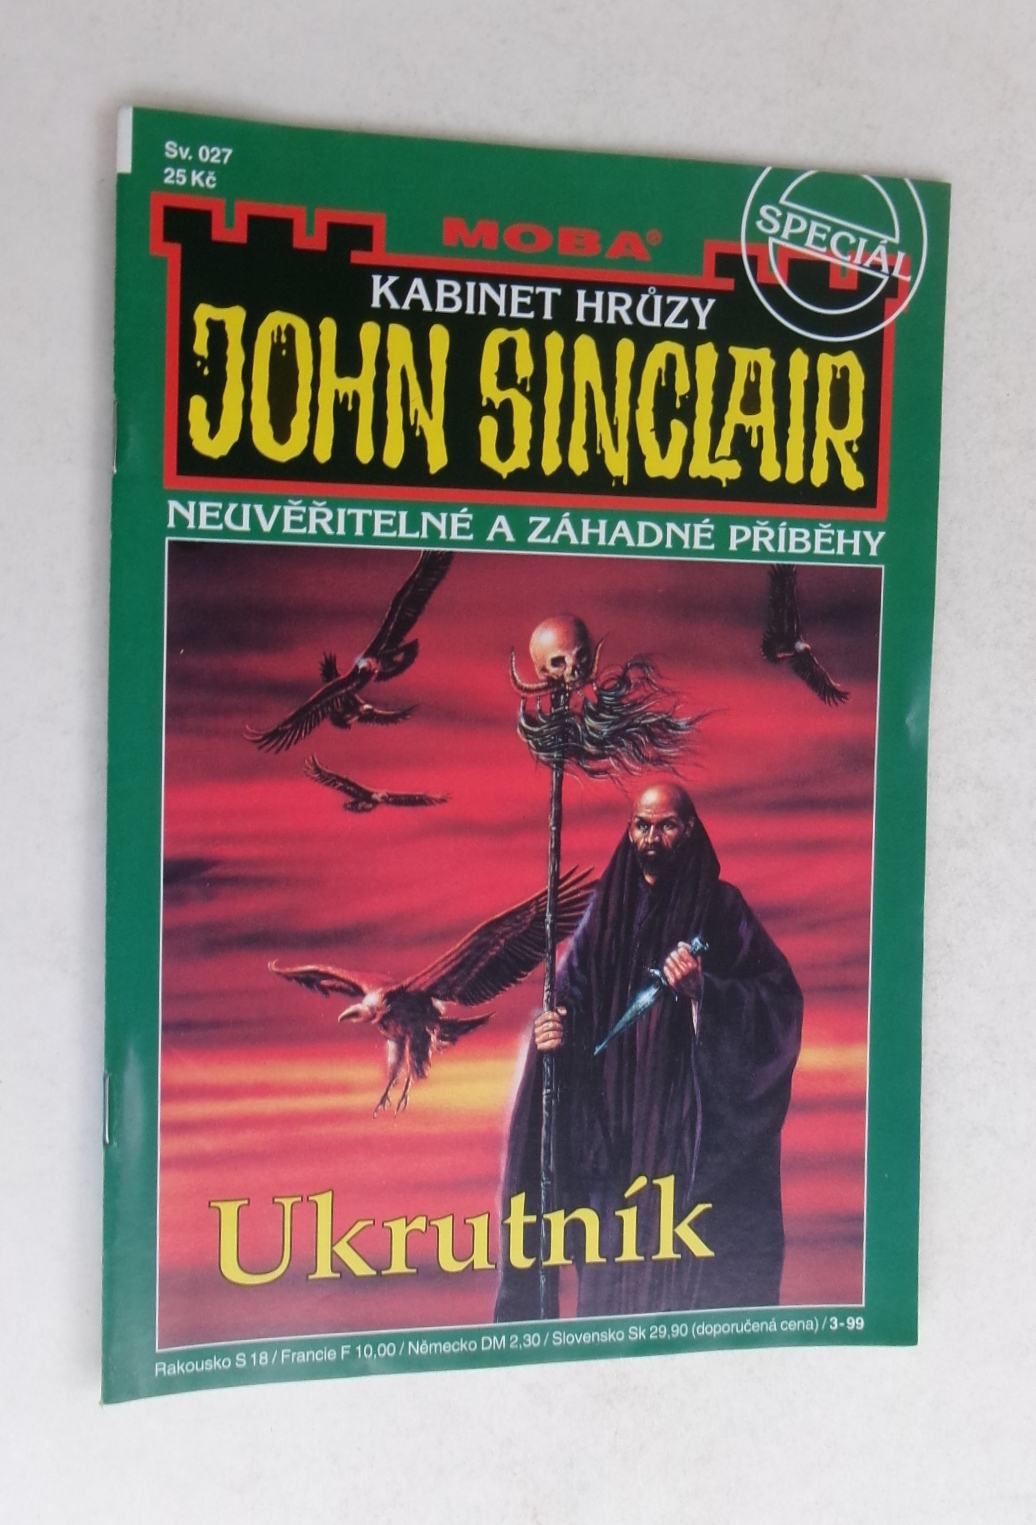 Sv. 027
25 Kč
MOBA®
SPECIÁL
KABINET HRŮZY
JOHN SINCLAIR
NEUVĚŘITELNÉ A ZÁHADNÉ PŘÍBĚHY
Ukrutník
Rakousko S 18 / Francie F 10,00 / Německo DM 2,30 / Slovensko Sk 29,90 (doporučená cena) / 3-99